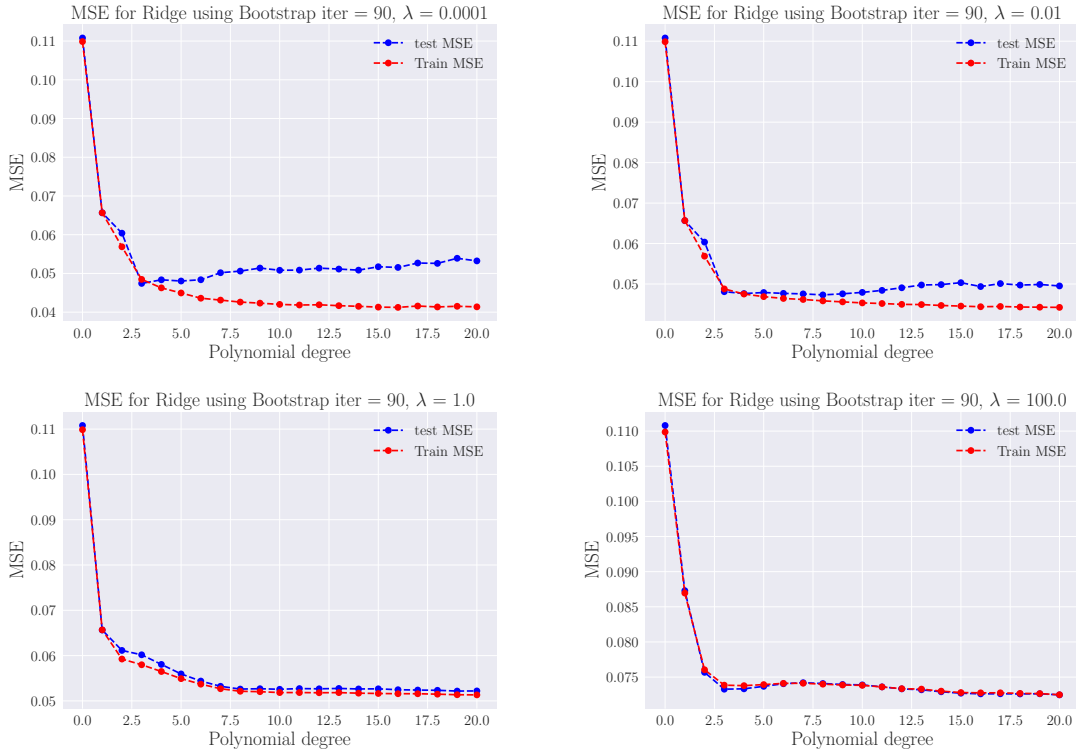 MSE for Ridge using Bootstrap iter = 90, λ = 0.0001
MSE
0.11
0.10
0.09
0.08
0.07
0.06
0.05
0.04
test MSE
Train MSE
0.0 2.5 5.0 7.5 10.0 12.5 15.0 17.5 20.0
Polynomial degree
MSE for Ridge using Bootstrap iter = 90, λ = 0.01
MSE
0.11
0.10
0.09
0.08
0.07
0.06
0.05
test MSE
Train MSE
0.0 2.5 5.0 7.5 10.0 12.5 15.0 17.5 20.0
Polynomial degree
MSE for Ridge using Bootstrap iter = 90, λ = 1.0
MSE
0.11
0.10
0.09
0.08
0.07
0.06
0.05
test MSE
Train MSE
0.0 2.5 5.0 7.5 10.0 12.5 15.0 17.5 20.0
Polynomial degree
MSE for Ridge using Bootstrap iter = 90, λ = 100.0
MSE
0.110
0.105
0.100
0.095
0.090
0.085
0.080
0.075
test MSE
Train MSE
0.0 2.5 5.0 7.5 10.0 12.5 15.0 17.5 20.0
Polynomial degree